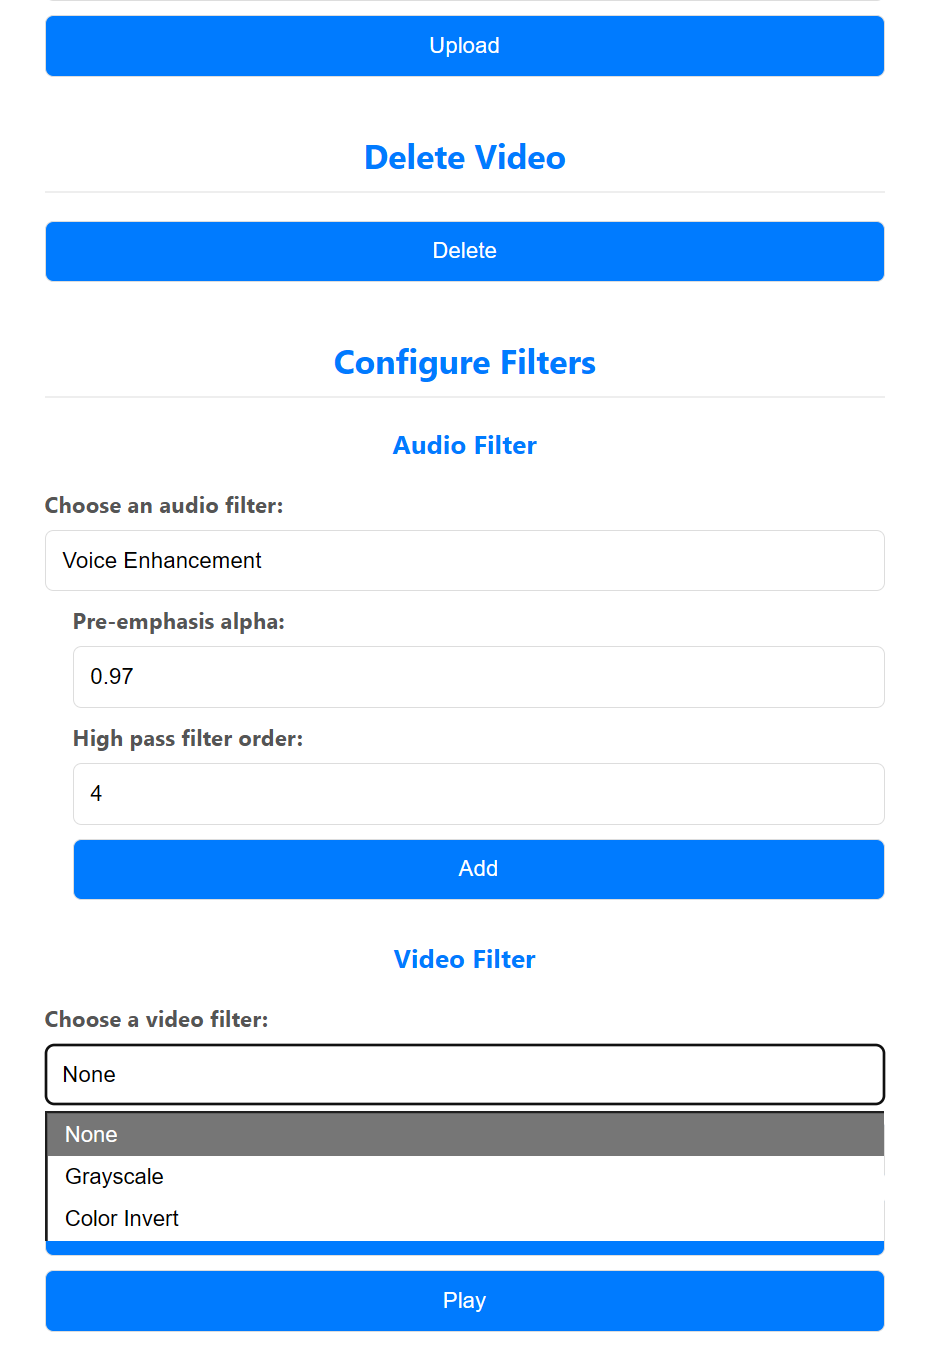 Upload
Delete Video
Delete
Configure Filters
Audio Filter
Choose an audio filter:
Voice Enhancement
Pre-emphasis alpha:
0.97
High pass filter order:
4
Add
Video Filter
Choose a video filter:
None
None
Grayscale
Color Invert
Play